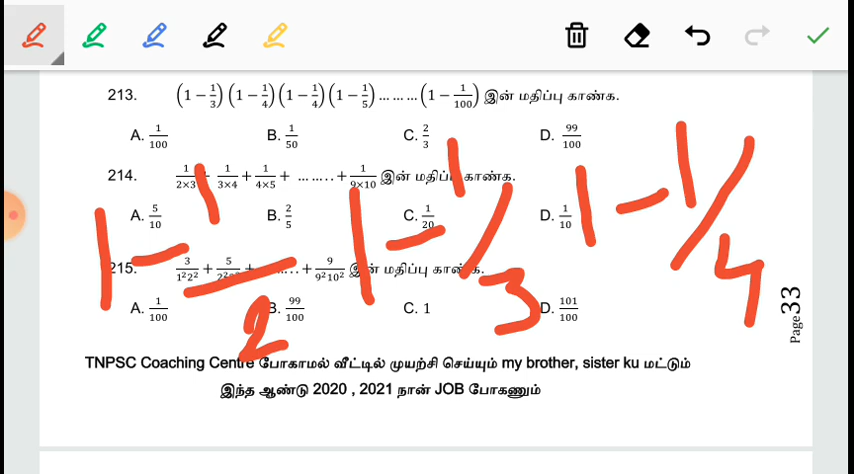 213. (1 − 1/3) (1 − 1/4) (1 − 1/4) (1 − 1/5) ... ... ... (1 − 1/100) இன் மதிப்பு காண்க.
A. 1/100 B. 1/50 C. 2/3 D. 99/100
214. 1/2×3 + 1/3×4 + 1/4×5 + ... ... . . + 1/9×10 இன் மதிப்பு காண்க.
A. 5/10 B. 2/5 C. 1/20 D. 1/10
215. 3/1²2² + 5/ + ... . . + 9/9²10² இன் மதிப்பு காண்க.
A. 1/100 B. 99/100 C. 1 D. 101/100
1 − 1/2 1 − 1/3 1 − 1/4
Page 33
TNPSC Coaching Centre போகாமல் வீட்டில் முயற்சி செய்யும் my brother, sister ku மட்டும்
இந்த ஆண்டு 2020 , 2021 நான் JOB போகணும்